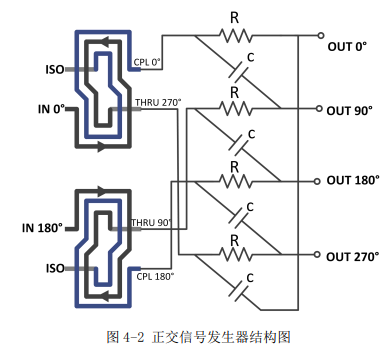 R
OUT 0°
CPL 0°
ISO
C
R
THRU 270°
IN 0°
OUT 90°
C
R
OUT 180°
C
IN 180°
THRU 90°
R
OUT 270°
ISO
CPL 180°
C
图 4-2 正交信号发生器结构图